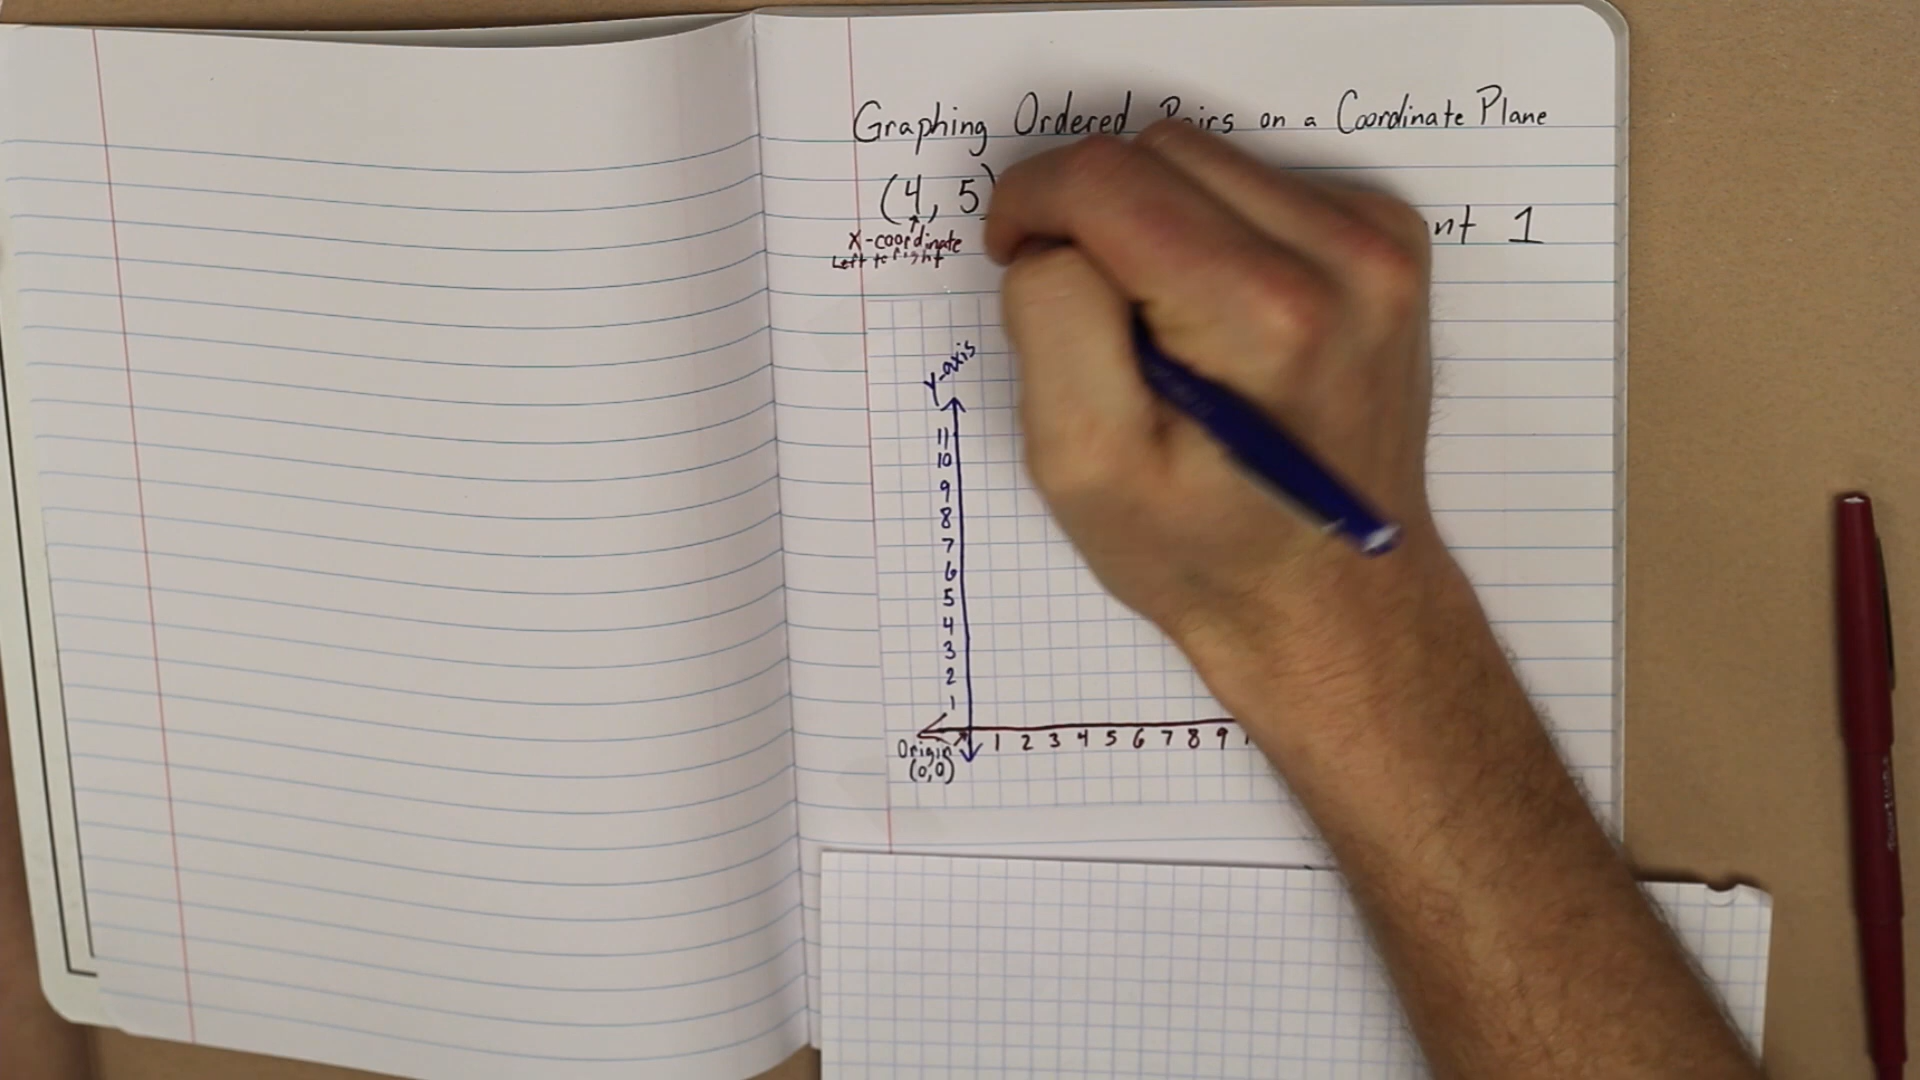 Graphing Ordered Pairs on a Coordinate Plane
(4, 5)
1
X-coordinate
Left to right
Y-axis
11
10
9
8
7
6
5
4
3
2
1
1 2 3 4 5 6 7 8 9
Origin
(0,0)